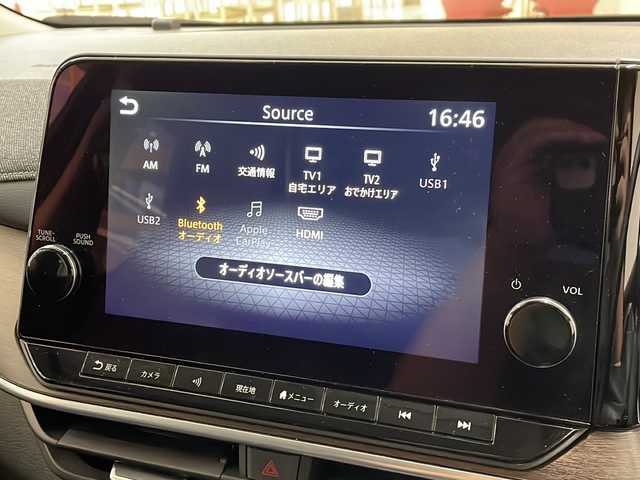 Source
16:46
AM
FM
交通情報
TV1
自宅エリア
TV2
おでかけエリア
USB1
USB2
Bluetooth
オーディオ
Apple
CarPlay
HDMI
オーディオソースバーの編集
TUNE·
SCROLL
PUSH
SOUND
VOL
戻る
カメラ
現在地
メニュー
オーディオ